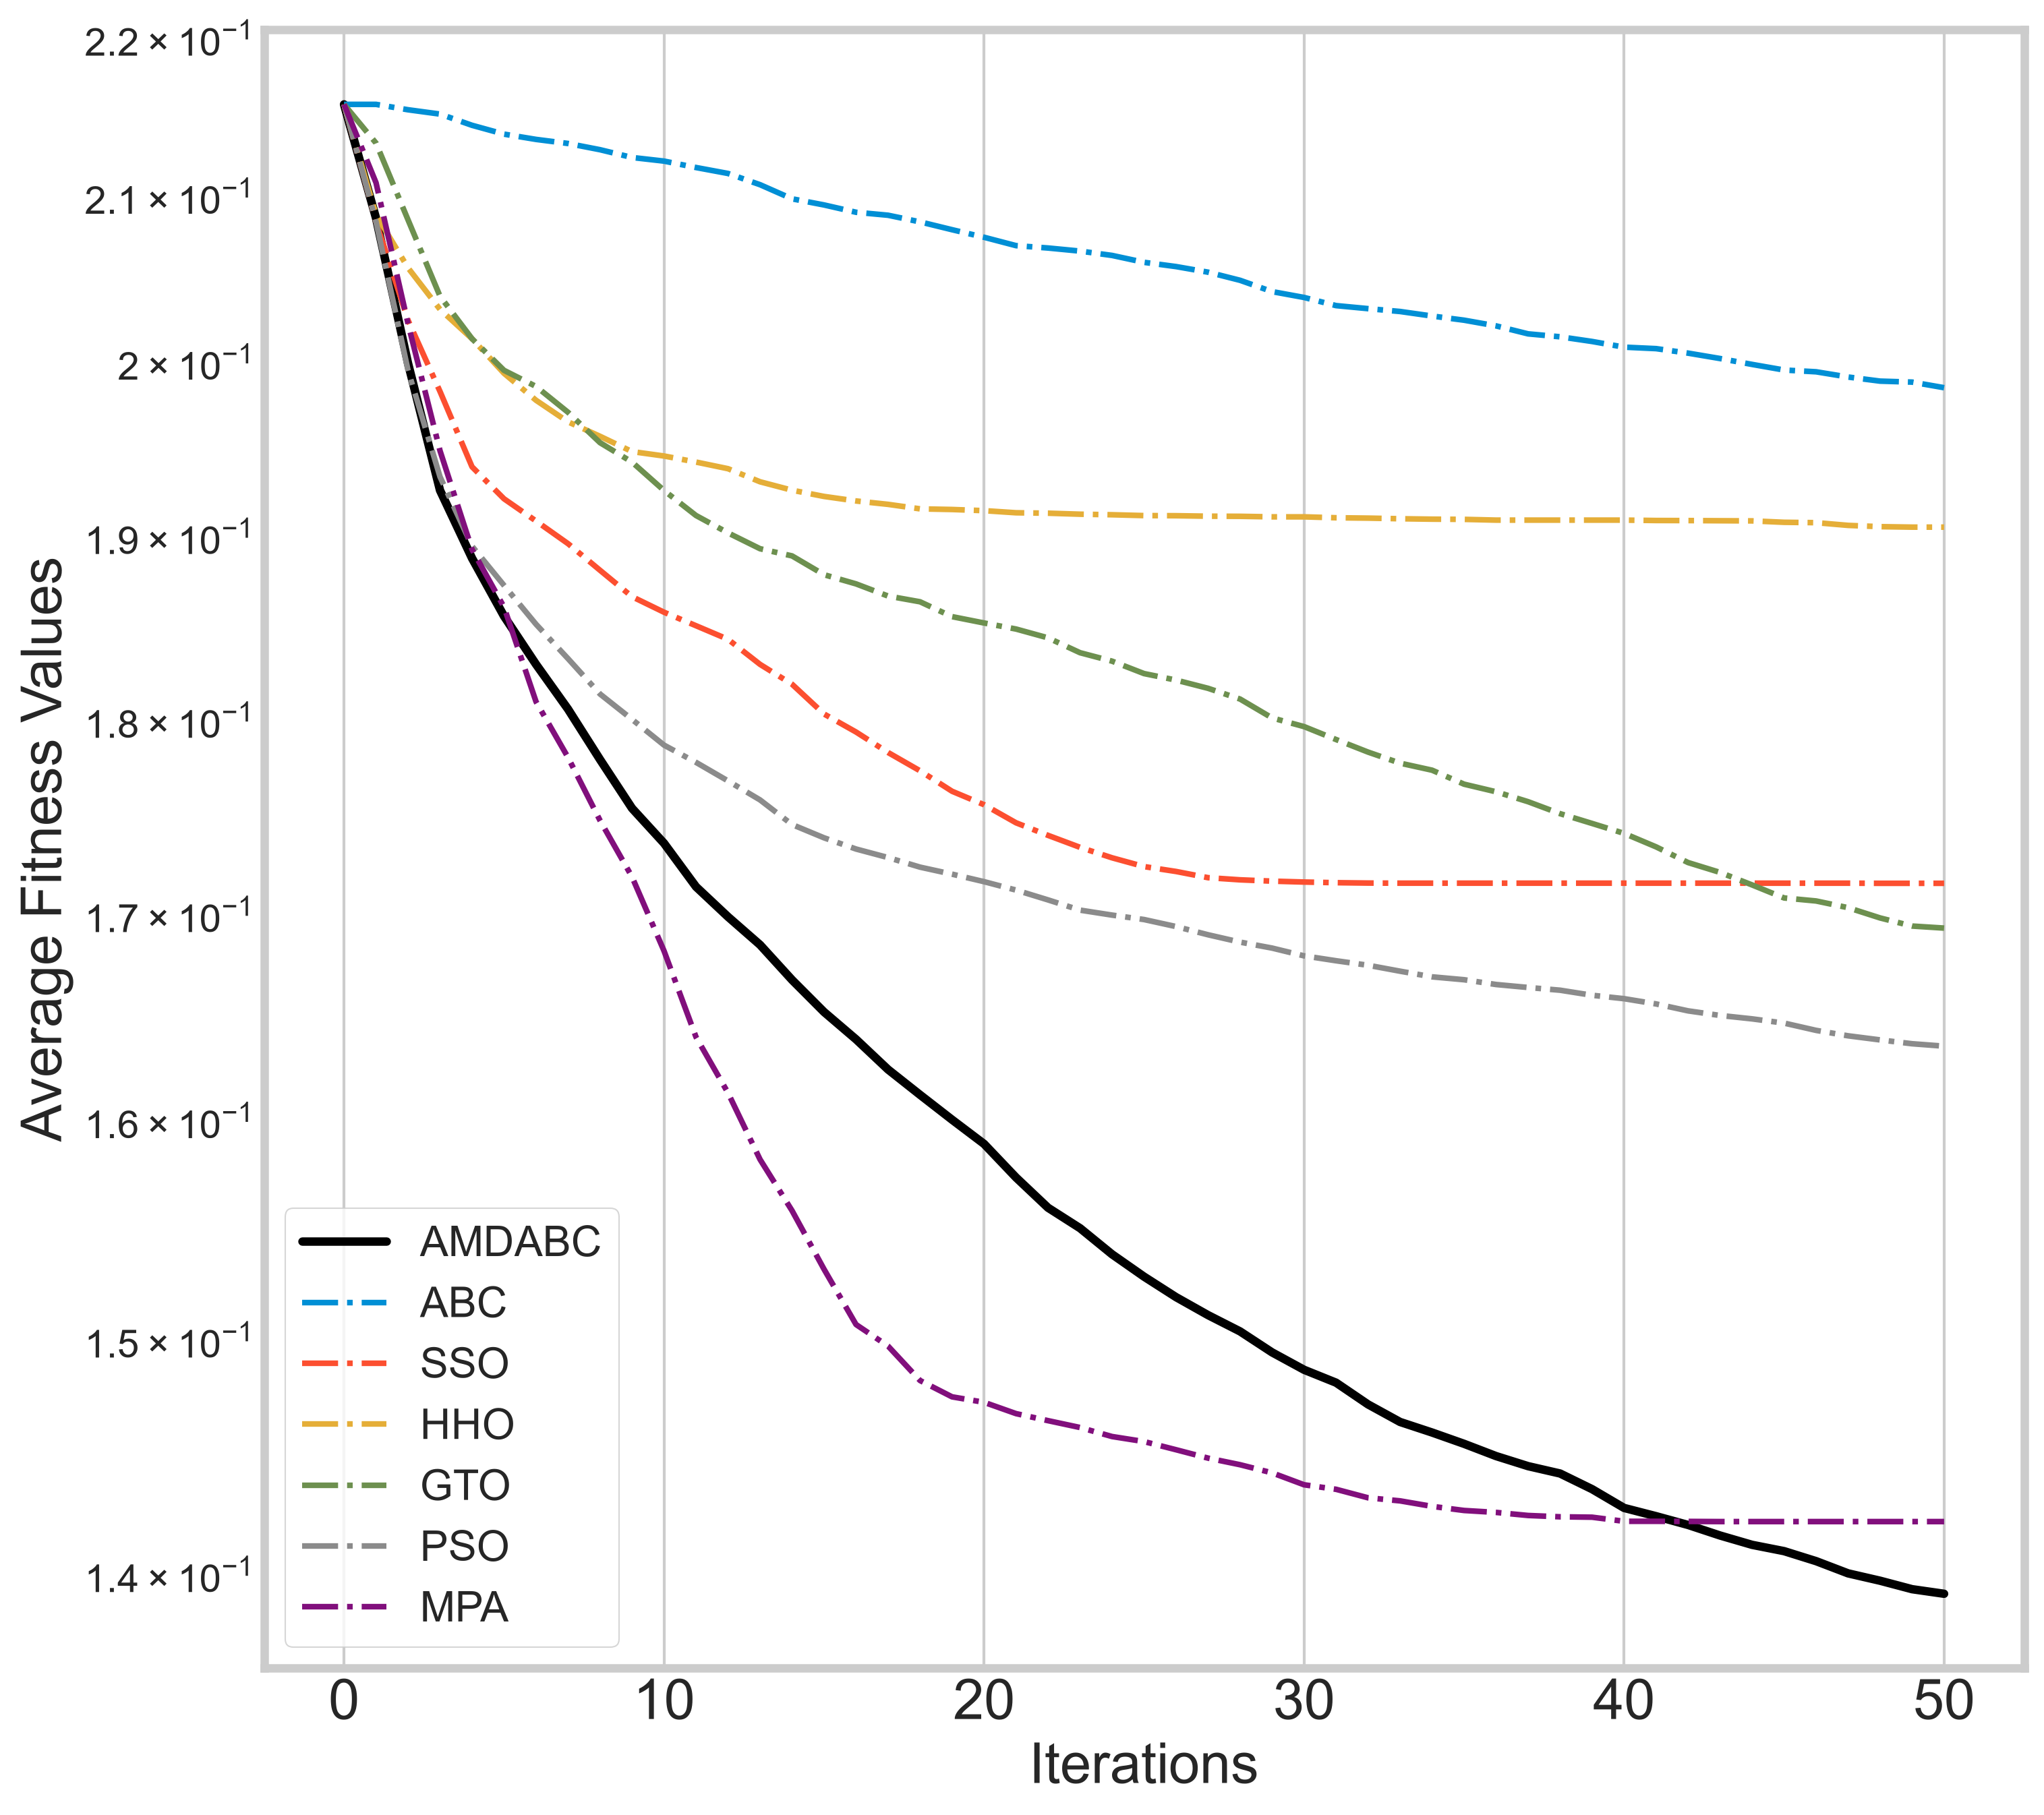 Average Fitness Values
2.2 × 10⁻¹
2.1 × 10⁻¹
2 × 10⁻¹
1.9 × 10⁻¹
1.8 × 10⁻¹
1.7 × 10⁻¹
1.6 × 10⁻¹
1.5 × 10⁻¹
1.4 × 10⁻¹
AMDABC
ABC
SSO
HHO
GTO
PSO
MPA
0 10 20 30 40 50
Iterations